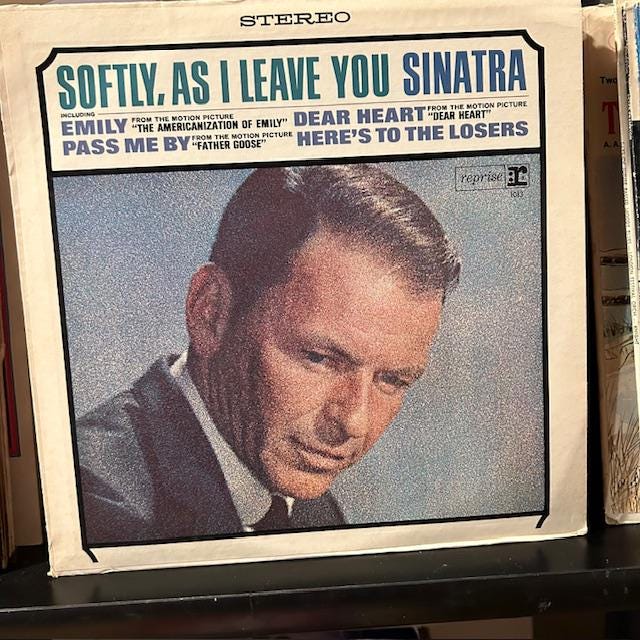 STEREO
SOFTLY, AS I LEAVE YOU SINATRA
INCLUDING
EMILY FROM THE MOTION PICTURE "THE AMERICANIZATION OF EMILY" DEAR HEART FROM THE MOTION PICTURE "DEAR HEART"
PASS ME BY FROM THE MOTION PICTURE "FATHER GOOSE" HERE'S TO THE LOSERS
reprise
1013
Two
T
A. A.